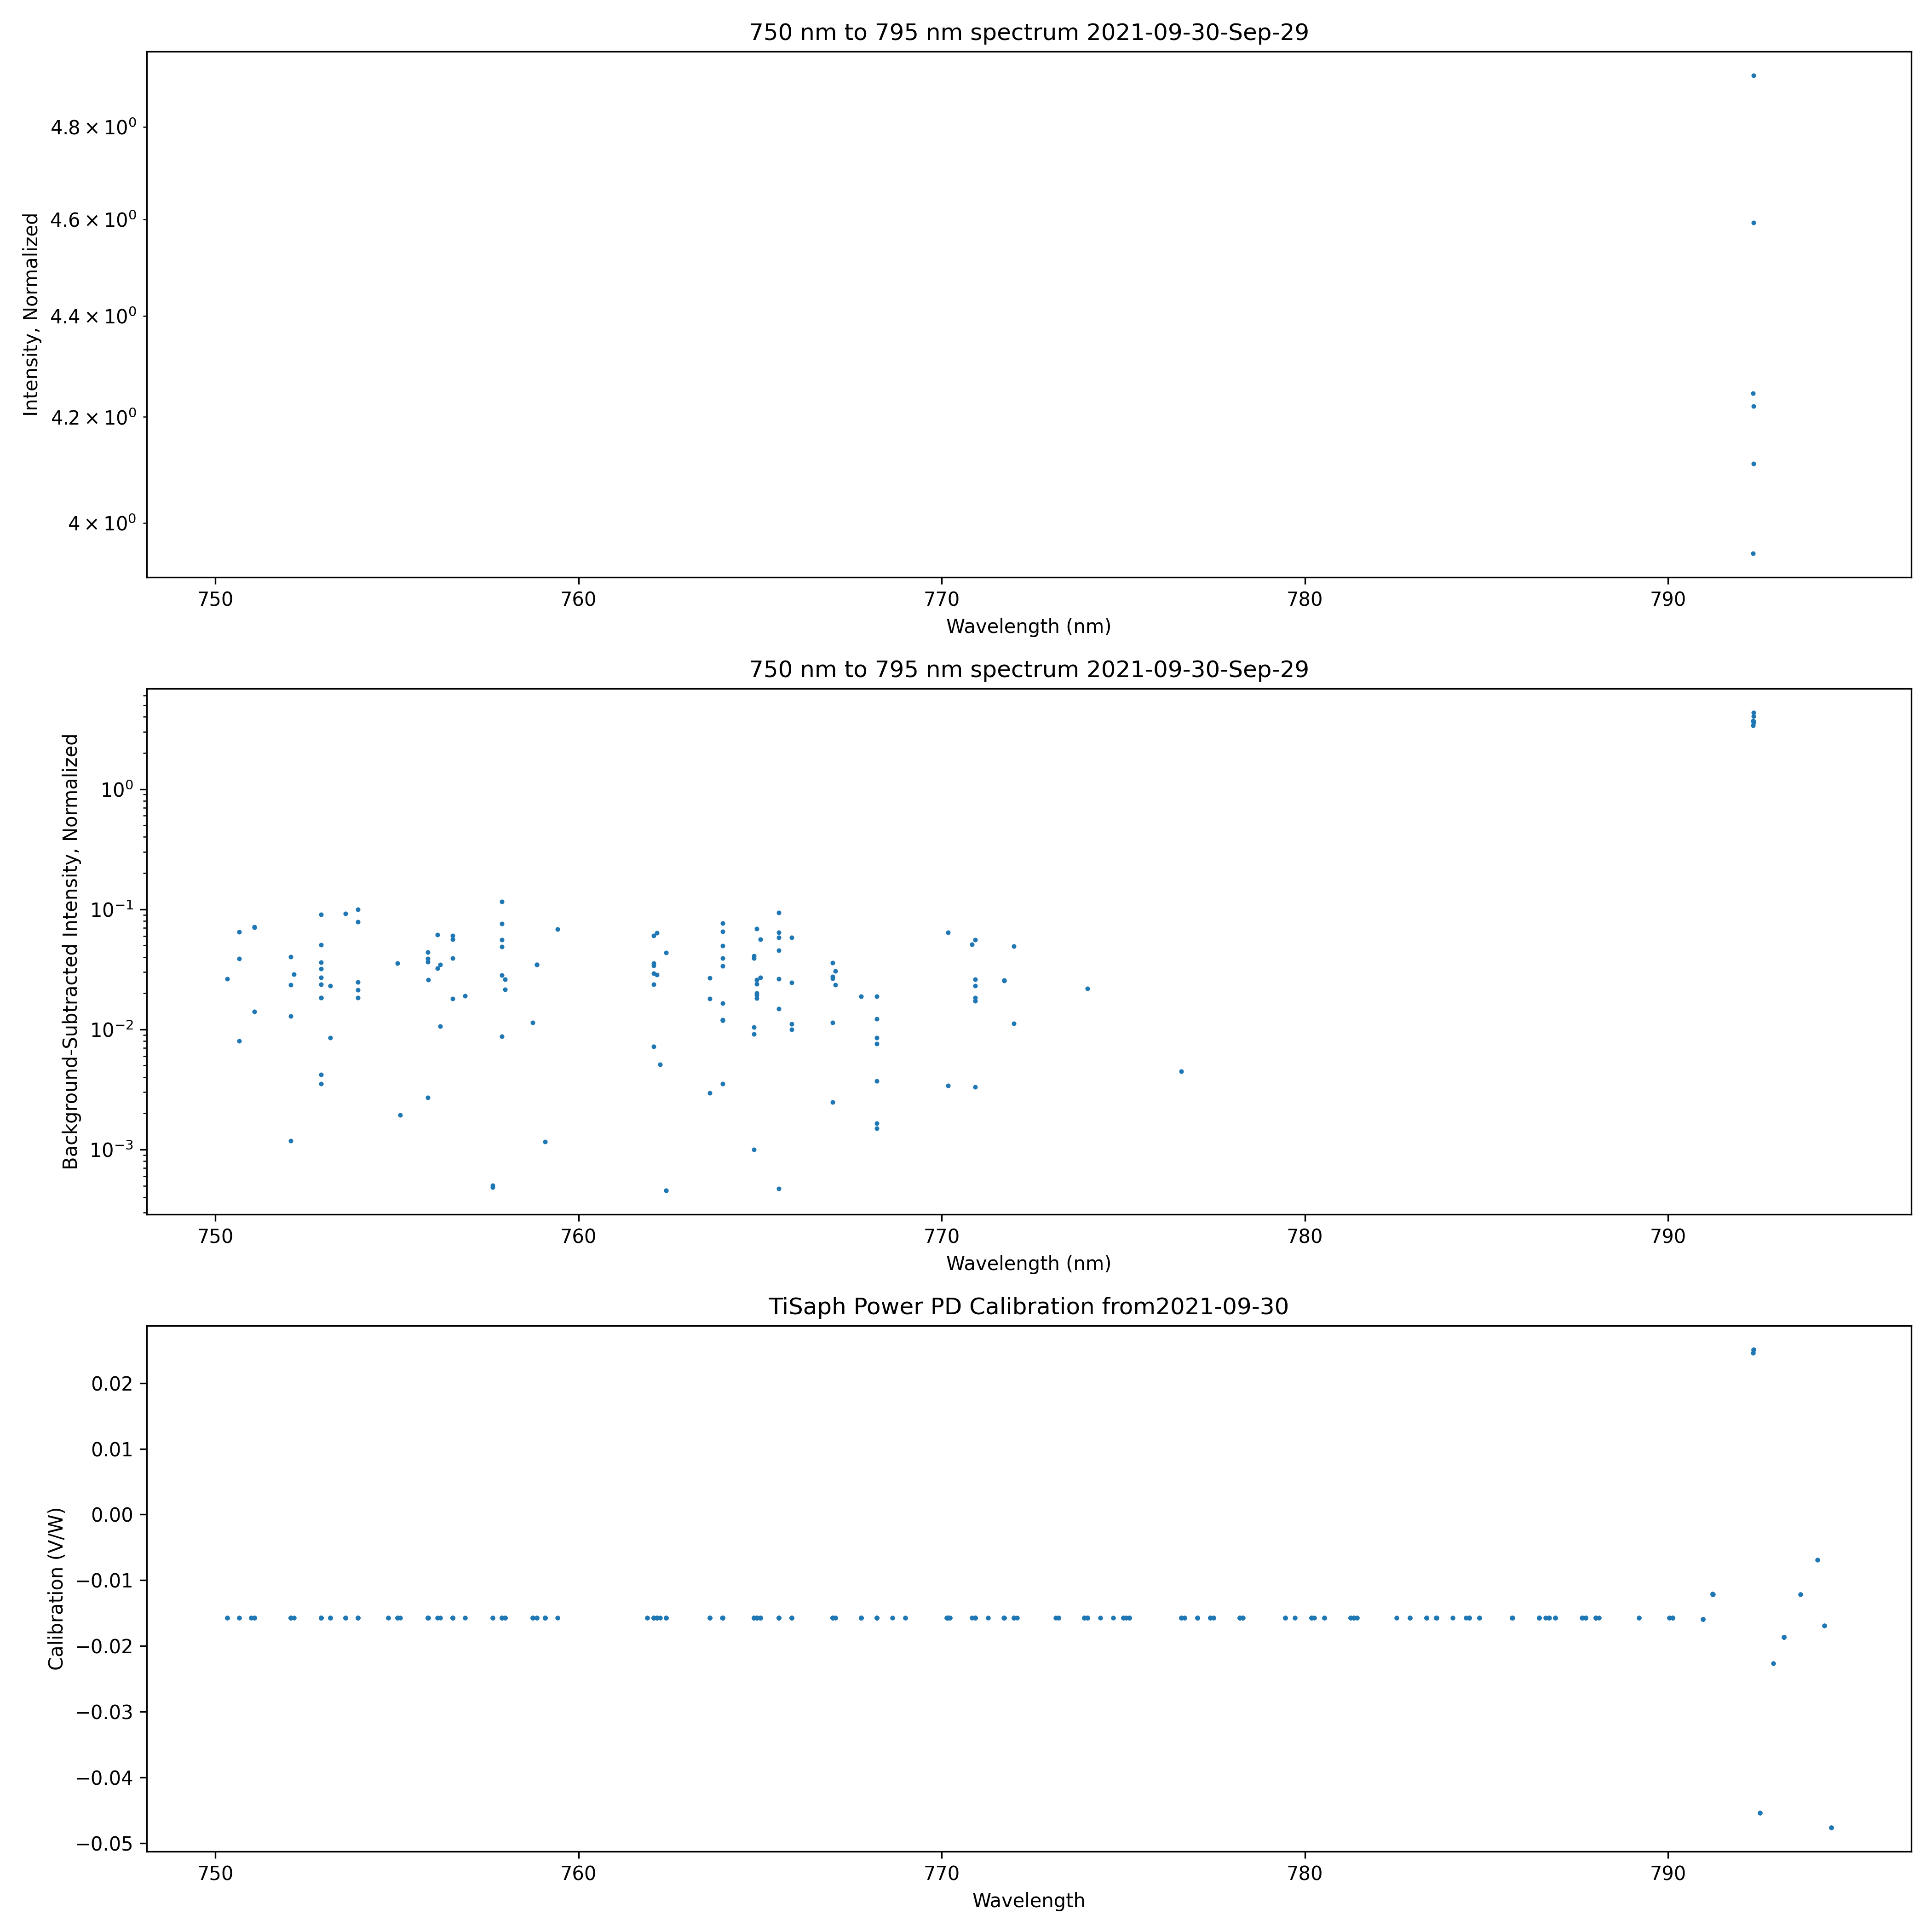 750 nm to 795 nm spectrum 2021-09-30-Sep-29
Intensity, Normalized
4.8 × 10⁰
4.6 × 10⁰
4.4 × 10⁰
4.2 × 10⁰
4 × 10⁰
750 760 770 780 790
Wavelength (nm)
750 nm to 795 nm spectrum 2021-09-30-Sep-29
Background-Subtracted Intensity, Normalized
10⁰
10⁻¹
10⁻²
10⁻³
750 760 770 780 790
Wavelength (nm)
TiSaph Power PD Calibration from2021-09-30
Calibration (V/W)
0.02
0.01
0.00
−0.01
−0.02
−0.03
−0.04
−0.05
750 760 770 780 790
Wavelength